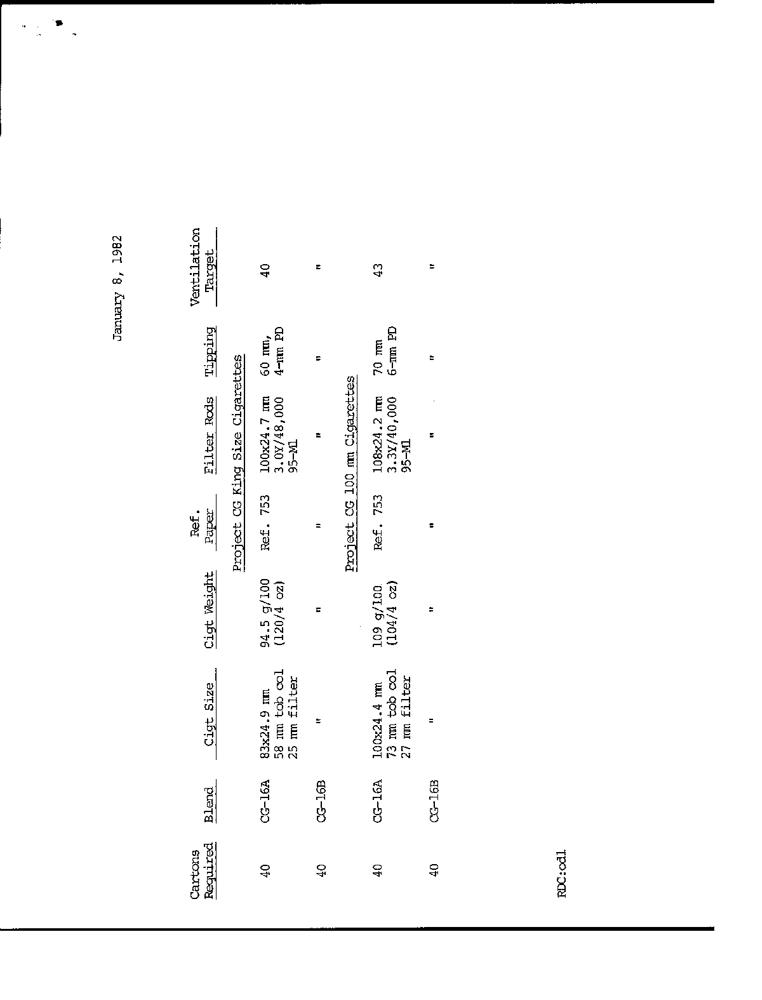 January 8, 1982
Cartons Required Blend Cigt Size Cigt Weight Ref. Paper Filter Rods Tipping Ventilation Target
Project CG King Size Cigarettes
40 CG-16A 83x24.9 mm 94.5 g/100 Ref. 753 100x24.7 mm 60 mm, 40
58 mm tob col (120/4 oz) 3.0Y/48,000 4-mm PD
25 mm filter 95-Ml
40 CG-16B " " " " " "
Project CG 100 mm Cigarettes
40 CG-16A 100x24.4 mm 109 g/100 Ref. 753 108x24.2 mm 70 mm 43
73 mm tob col (104/4 oz) 3.3Y/40,000 6-mm PD
27 mm filter 95-Ml
40 CG-16B " " " " " "
RDC:odl